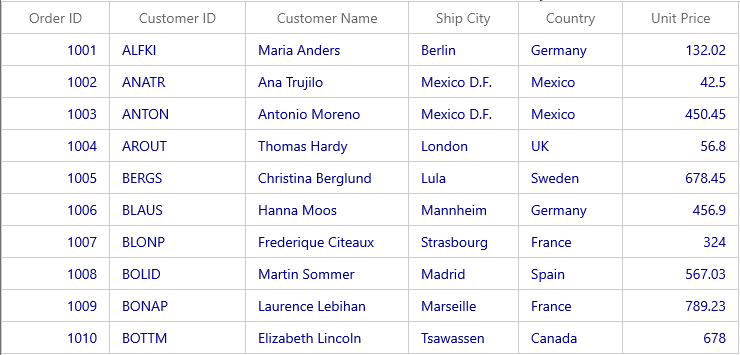 Order ID Customer ID Customer Name Ship City Country Unit Price
1001 ALFKI Maria Anders Berlin Germany 132.02
1002 ANATR Ana Trujilo Mexico D.F. Mexico 42.5
1003 ANTON Antonio Moreno Mexico D.F. Mexico 450.45
1004 AROUT Thomas Hardy London UK 56.8
1005 BERGS Christina Berglund Lula Sweden 678.45
1006 BLAUS Hanna Moos Mannheim Germany 456.9
1007 BLONP Frederique Citeaux Strasbourg France 324
1008 BOLID Martin Sommer Madrid Spain 567.03
1009 BONAP Laurence Lebihan Marseille France 789.23
1010 BOTTM Elizabeth Lincoln Tsawassen Canada 678